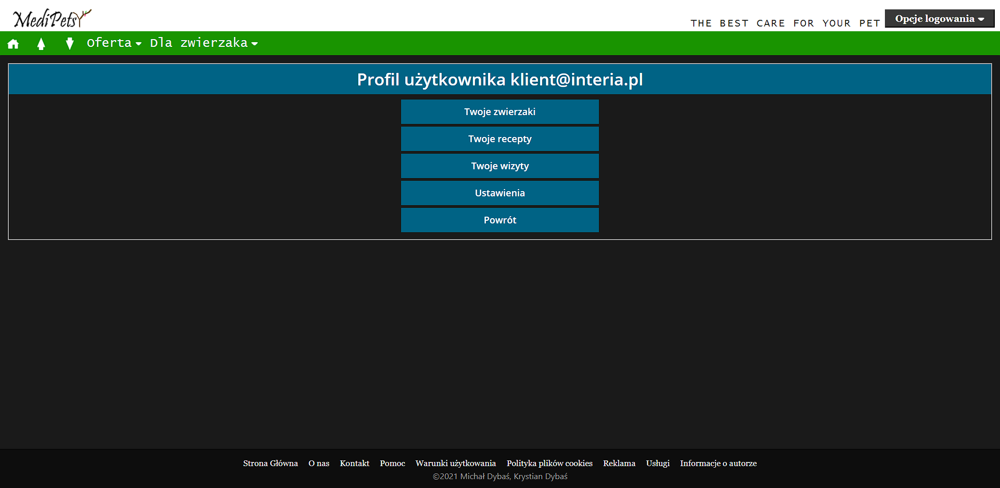 MediPets
THE BEST CARE FOR YOUR PET
Opcje logowania
Oferta
Dla zwierzaka
Profil użytkownika klient@interia.pl
Twoje zwierzaki
Twoje recepty
Twoje wizyty
Ustawienia
Powrót
Strona Główna O nas Kontakt Pomoc Warunki użytkowania Polityka plików cookies Reklama Usługi Informacje o autorze
©2021 Michał Dybaś, Krystian Dybaś